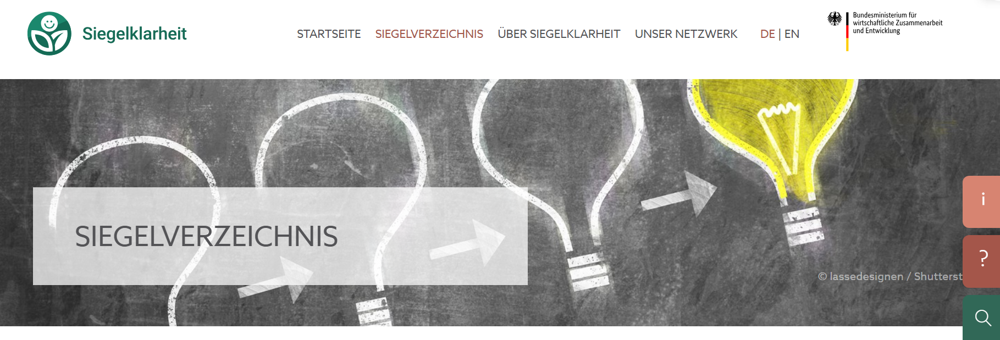 Siegelklarheit
STARTSEITE SIEGELVERZEICHNIS ÜBER SIEGELKLARHEIT UNSER NETZWERK DE | EN
Bundesministerium für
wirtschaftliche Zusammenarbeit
und Entwicklung
i
SIEGELVERZEICHNIS
?
© lassedesignen / Shutterst